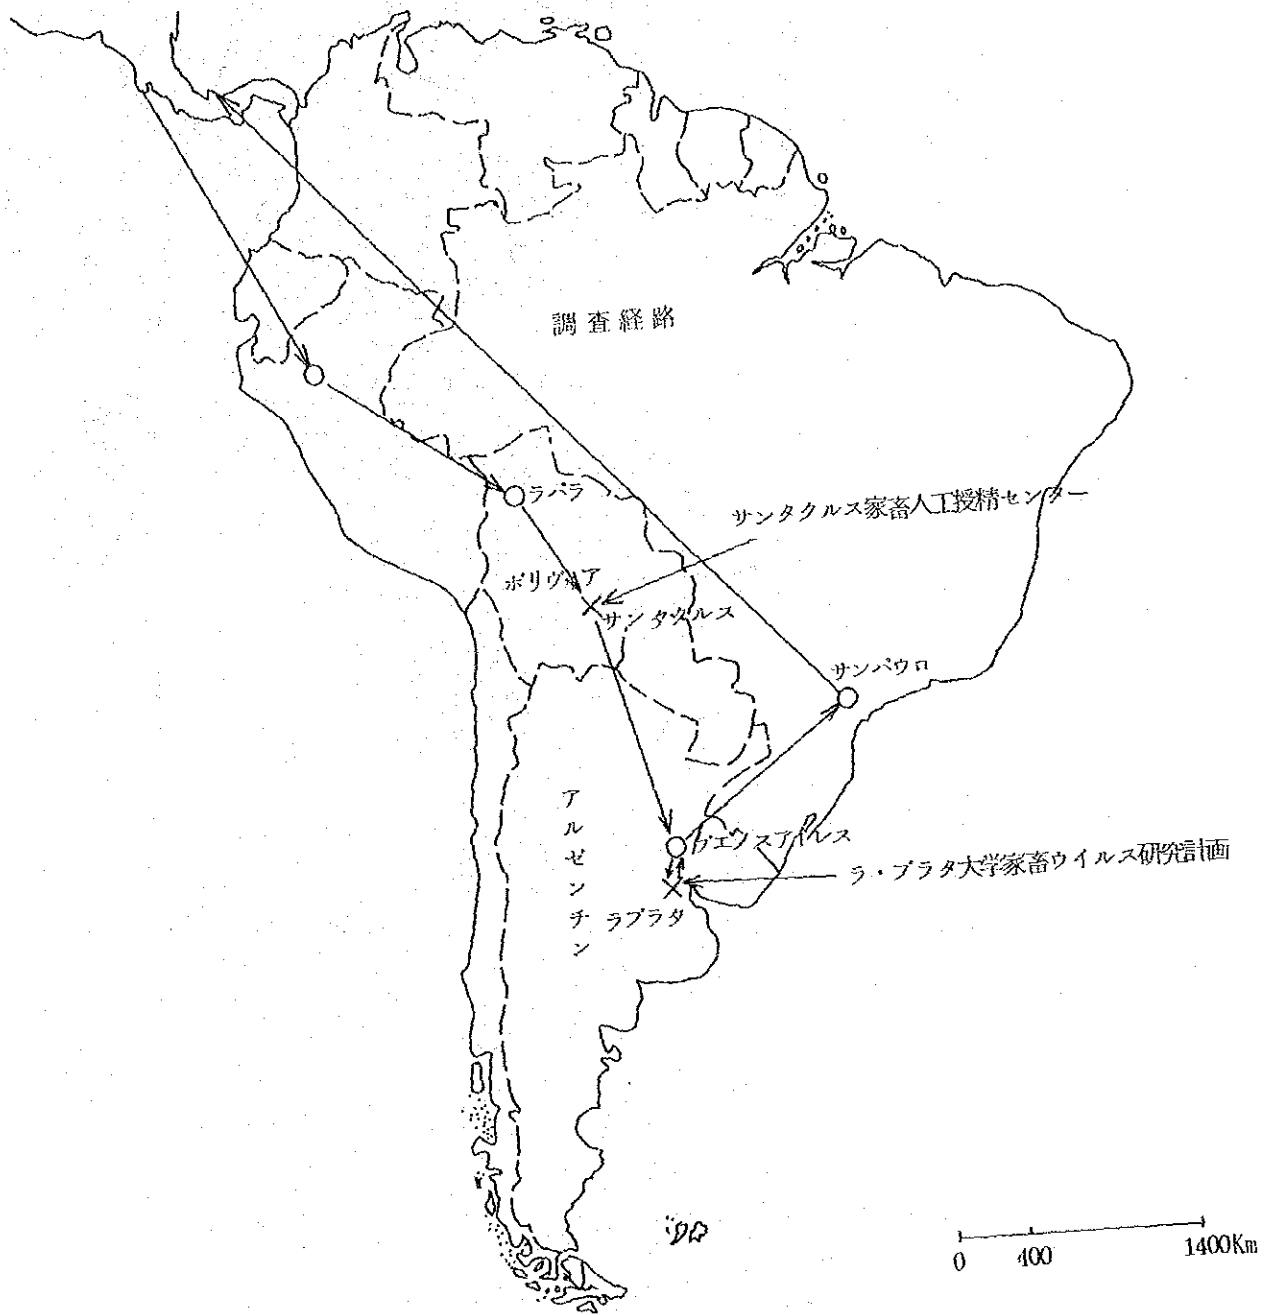 調査経路
ラパラ
サンタクルス家畜人工授精センター
ボリヴィア
サンタクルス
サンパウロ
アルゼンチン
ブエノスアイレス
ラ・プラタ大学家畜ウイルス研究計画
ラプラタ
0 400 1400Km